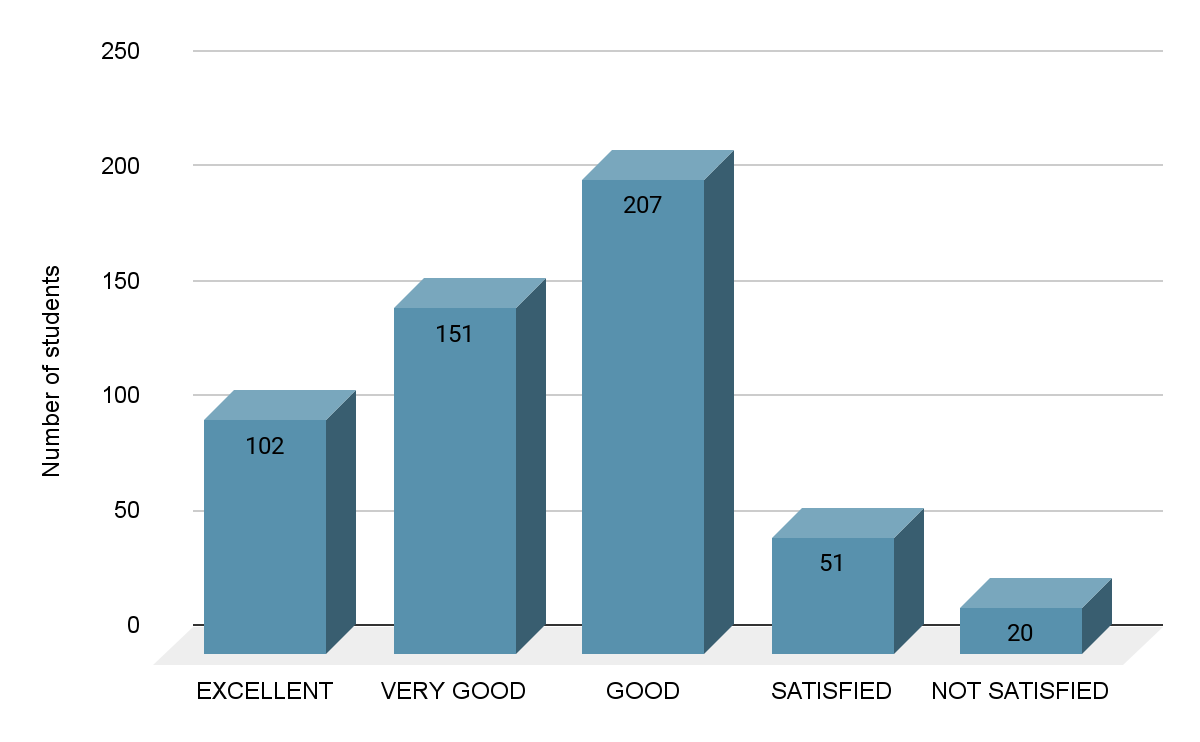 250
200
150
100
50
0
Number of students
102
151
207
51
20
EXCELLENT
VERY GOOD
GOOD
SATISFIED
NOT SATISFIED